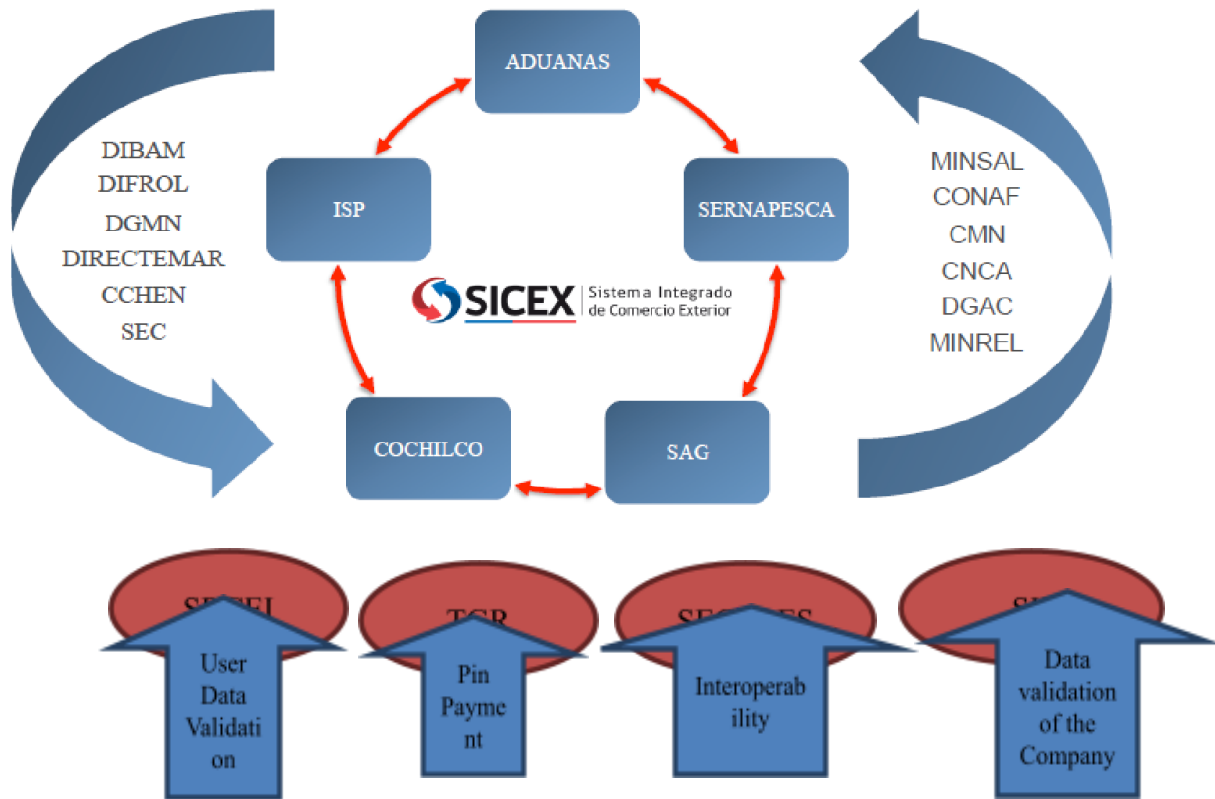 ADUANAS
DIBAM
DIFROL
DGMN
DIRECTEMAR
CCHEN
SEC
ISP
SERNAPESCA
MINSAL
CONAF
CMN
CNCA
DGAC
MINREL
SICEX
Sistema Integrado
de Comercio Exterior
COCHILCO
SAG
User
Data
Validati
on
TGR
Pin
Payme
nt
Interoperab
ility
Data
validation
of the
Company